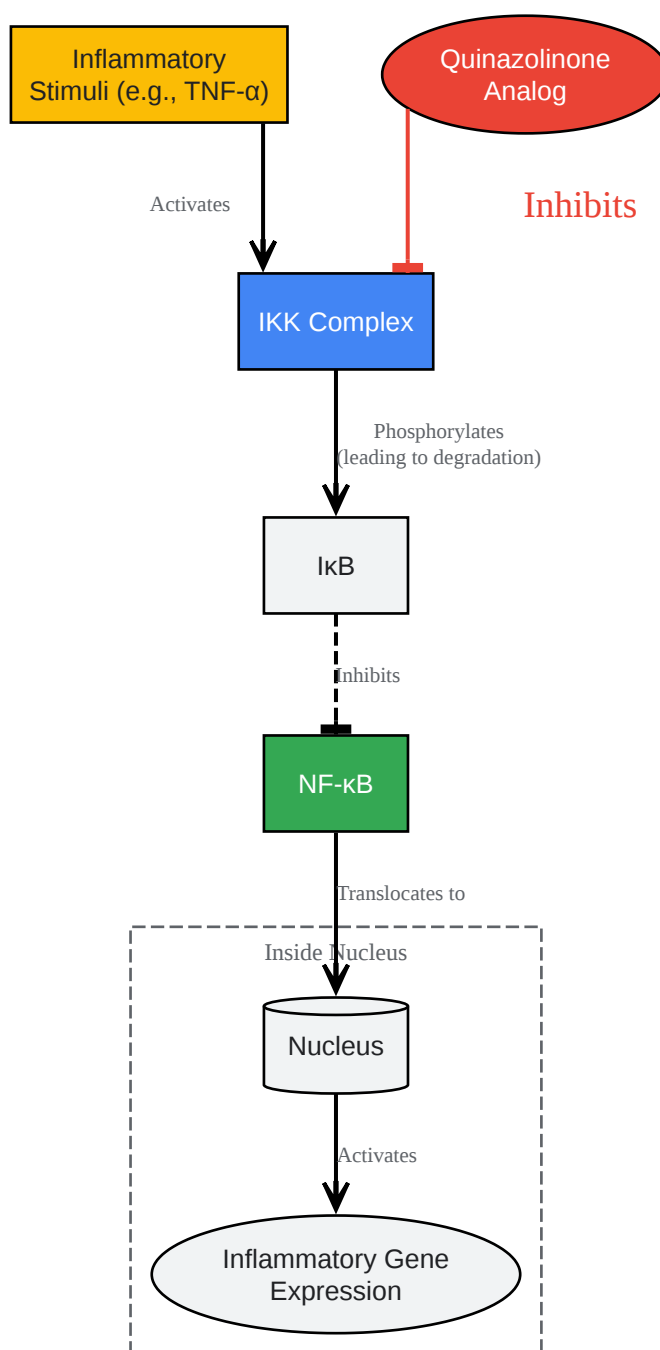 Inflammatory
Stimuli (e.g., TNF-α)
Quinazolinone
Analog
Activates
Inhibits
IKK Complex
Phosphorylates
(leading to degradation)
IκB
Inhibits
NF-κB
Translocates to
Inside Nucleus
Nucleus
Activates
Inflammatory Gene
Expression